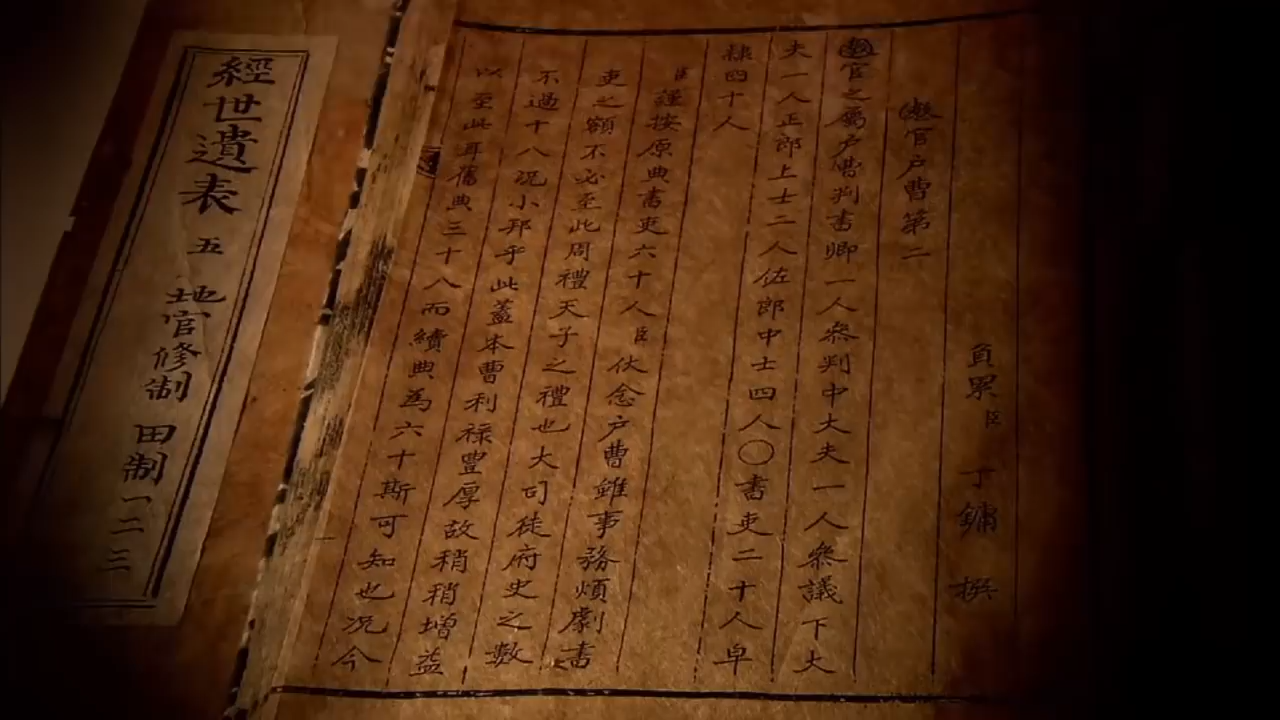 負累臣 丁鏞 撰
官戶曹第二
官之屬戶曹判書卿一人參判中大夫一人參議下大
夫一人正郎上士二人佐郎中士四人○書吏二十人皁
隷四十人
臣謹按原典書吏六十人臣伏念戶曹雖事務煩劇書
吏之額不必至此周禮天子之禮也大司徒府史之數
不過十八況小邦乎此蓋本曹利祿豐厚故稍稍增益
以至此耳舊典三十八而續典爲六十斯可知也況今
經世遺表 五 地官修制 田制 一二三